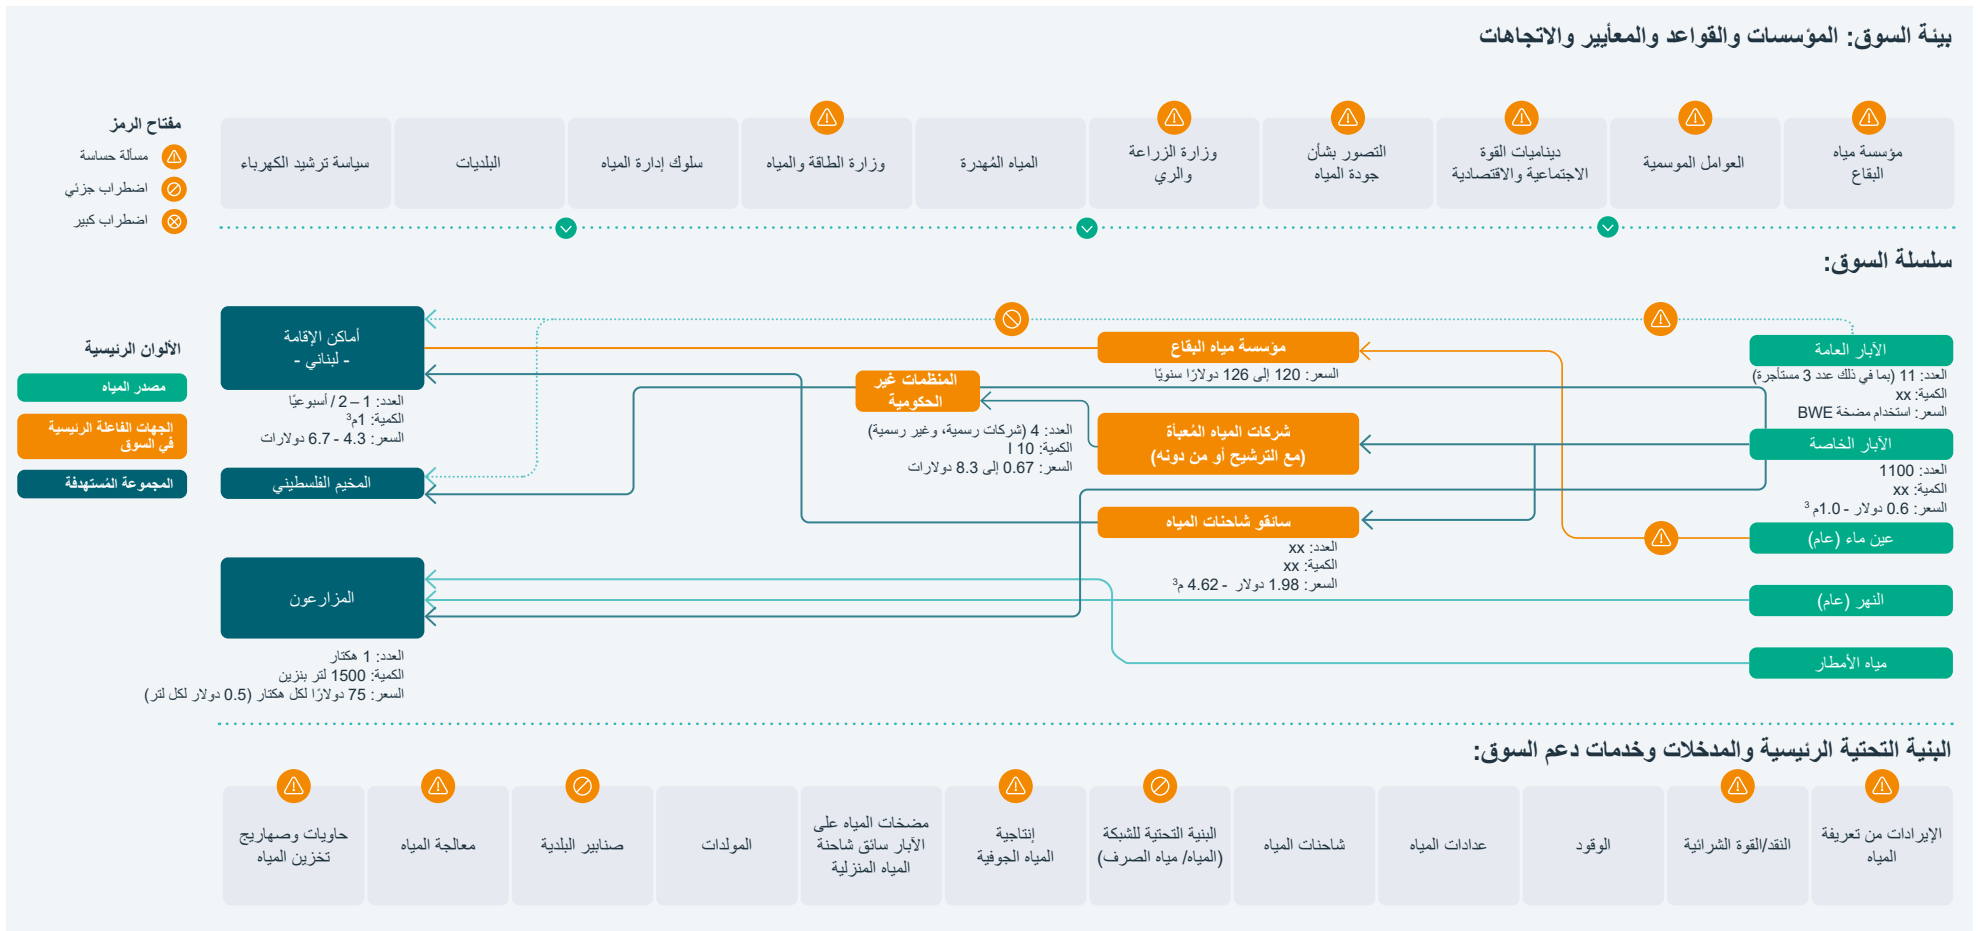 بيئة السوق: المؤسسات والقواعد والمعايير والاتجاهات
مؤسسة مياه
البقاع
العوامل الموسمية
ديناميات القوة
الاجتماعية والاقتصادية
التصور بشأن
جودة المياه
وزارة الزراعة
والري
المياه المُهدرة
وزارة الطاقة والمياه
سلوك إدارة المياه
البلديات
سياسة ترشيد الكهرباء
مفتاح الرمز
مسألة حساسة
اضطراب جزئي
اضطراب كبير
سلسلة السوق:
الآبار العامة
العدد: 11 (بما في ذلك عدد 3 مستأجرة)
الكمية: xx
السعر: استخدام مضخة BWE
الآبار الخاصة
العدد: 1100
الكمية: xx
السعر: 0.6 دولار - 1.0م ³
عين ماء (عام)
النهر (عام)
مياه الأمطار
مؤسسة مياه البقاع
السعر: 120 إلى 126 دولارًا سنويًا
شركات المياه المُعبأة
(مع الترشيح أو من دونه)
سائقو شاحنات المياه
العدد: xx
الكمية: xx
السعر: 1.98 دولار - 4.62 م³
المنظمات غير
الحكومية
العدد: 4 (شركات رسمية، وغير رسمية)
الكمية: 10 l
السعر: 0.67 إلى 8.3 دولارات
أماكن الإقامة
- لبناني -
العدد: 1 – 2 / أسبوعيًا
الكمية: 1م³
السعر: 4.3 - 6.7 دولارات
المخيم الفلسطيني
المزارعون
العدد: 1 هكتار
الكمية: 1500 لتر بنزين
السعر: 75 دولارًا لكل هكتار (0.5 دولار لكل لتر)
الألوان الرئيسية
مصدر المياه
الجهات الفاعلة الرئيسية
في السوق
المجموعة المُستهدفة
البنية التحتية الرئيسية والمدخلات وخدمات دعم السوق:
الإيرادات من تعريفة
المياه
النقد/القوة الشرائية
الوقود
عدادات المياه
شاحنات المياه
البنية التحتية للشبكة
(المياه/ مياه الصرف)
إنتاجية
المياه الجوفية
مضخات المياه على
الآبار سائق شاحنة
المياه المنزلية
المولدات
صنابير البلدية
معالجة المياه
حاويات وصهاريج
تخزين المياه